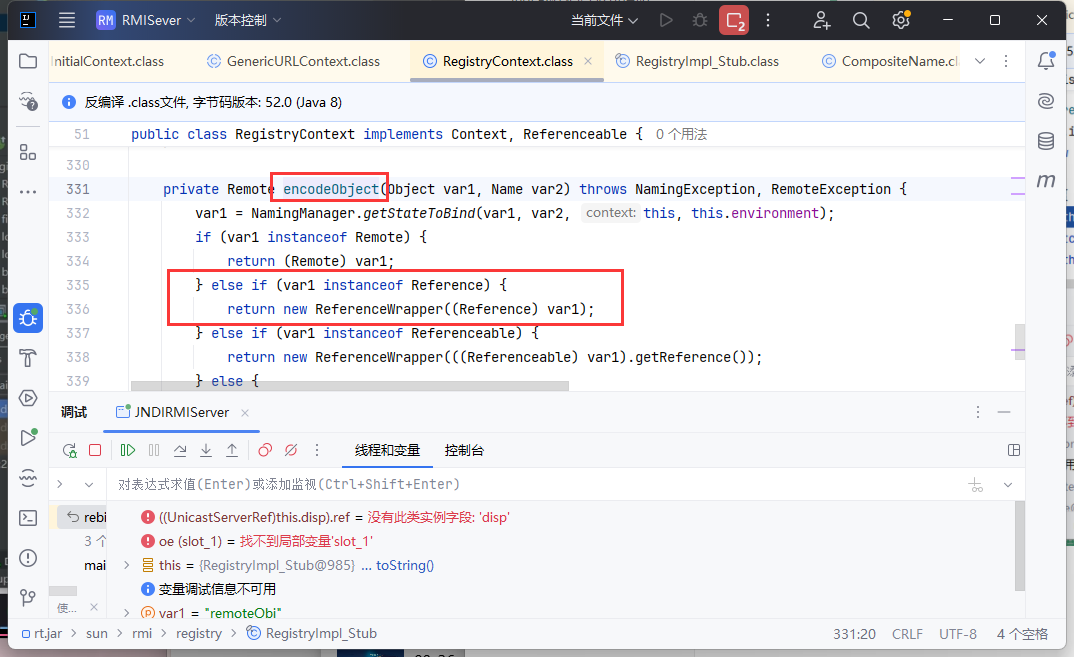 RM RMISever 版本控制 当前文件 2
InitialContext.class GenericURLContext.class RegistryContext.class RegistryImpl_Stub.class CompositeName.cl
反编译 .class文件, 字节码版本: 52.0 (Java 8)
51 public class RegistryContext implements Context, Referenceable { 0 个用法
330
331 private Remote encodeObject(Object var1, Name var2) throws NamingException, RemoteException {
332 var1 = NamingManager.getStateToBind(var1, var2, context: this, this.environment);
333 if (var1 instanceof Remote) {
334 return (Remote) var1;
335 } else if (var1 instanceof Reference) {
336 return new ReferenceWrapper((Reference) var1);
337 } else if (var1 instanceof Referenceable) {
338 return new ReferenceWrapper(((Referenceable) var1).getReference());
339 } else {
调试 JNDIRMIServer
线程和变量 控制台
对表达式求值(Enter)或添加监视(Ctrl+Shift+Enter)
rebi ((UnicastServerRef)this.disp).ref = 没有此类实例字段: 'disp'
3 个 oe (slot_1) = 找不到局部变量'slot_1'
mai this = {RegistryImpl_Stub@985} ... toString()
变量调试信息不可用
使... var1 = "remoteObj"
rt.jar sun rmi registry RegistryImpl_Stub 331:20 CRLF UTF-8 4 个空格